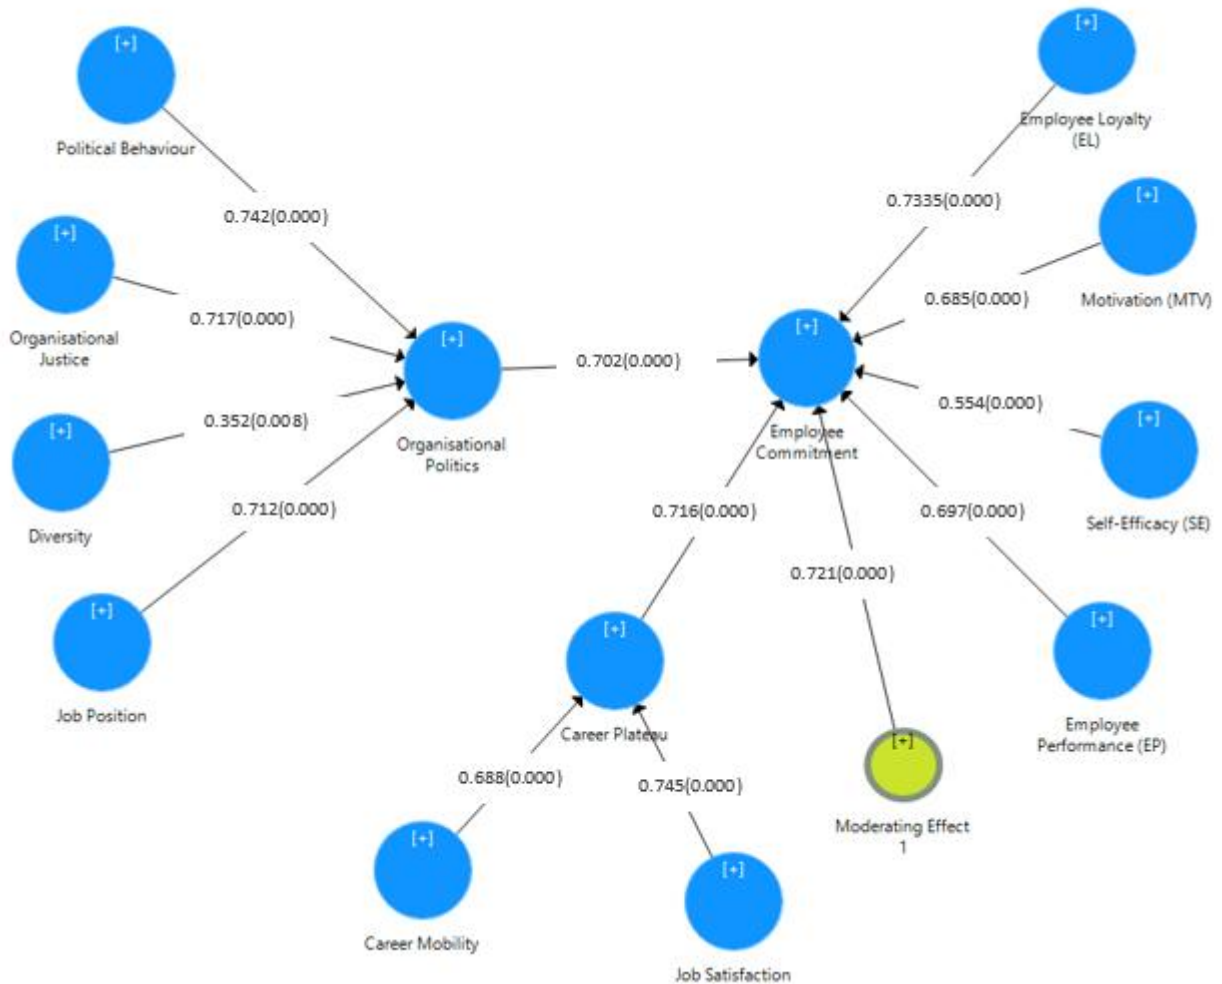 [+]
Political Behaviour
[+]
Employee Loyalty
(EL)
0.742(0.000)
0.7335(0.000)
[+]
Motivation (MTV)
[+]
Organisational
Justice
0.717(0.000)
0.685(0.000)
[+]
Organisational
Politics
0.702(0.000)
[+]
Employee
Commitment
[+]
Diversity
0.352(0.008)
0.554(0.000)
[+]
Self-Efficacy (SE)
0.712(0.000)
0.716(0.000)
0.697(0.000)
0.721(0.000)
[+]
Job Position
[+]
Career Plateau
[+]
Employee
Performance (EP)
0.688(0.000)
0.745(0.000)
[+]
Moderating Effect
1
[+]
Career Mobility
[+]
Job Satisfaction